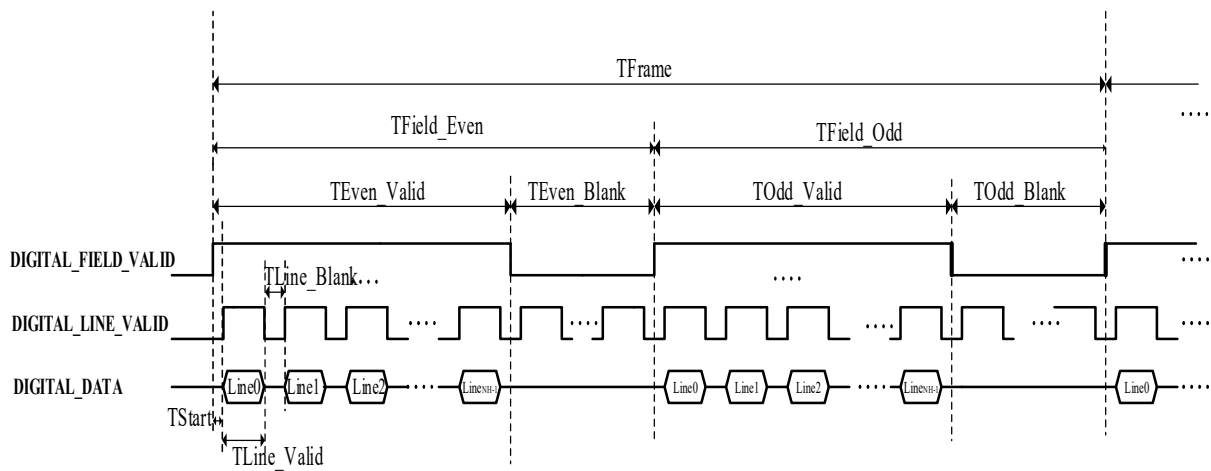 TFrame
....
TField_Even
TField_Odd
TEven_Valid
TEven_Blank
TOdd_Valid
TOdd_Blank
DIGITAL_FIELD_VALID
TLine_Blank
...
....
....
DIGITAL_LINE_VALID
....
....
....
....
....
DIGITAL_DATA
Line0
Line1
Line2
....
LineNH-1
Line0
Line1
Line2
....
LineNH-1
Line0
....
TStart
TLine_Valid